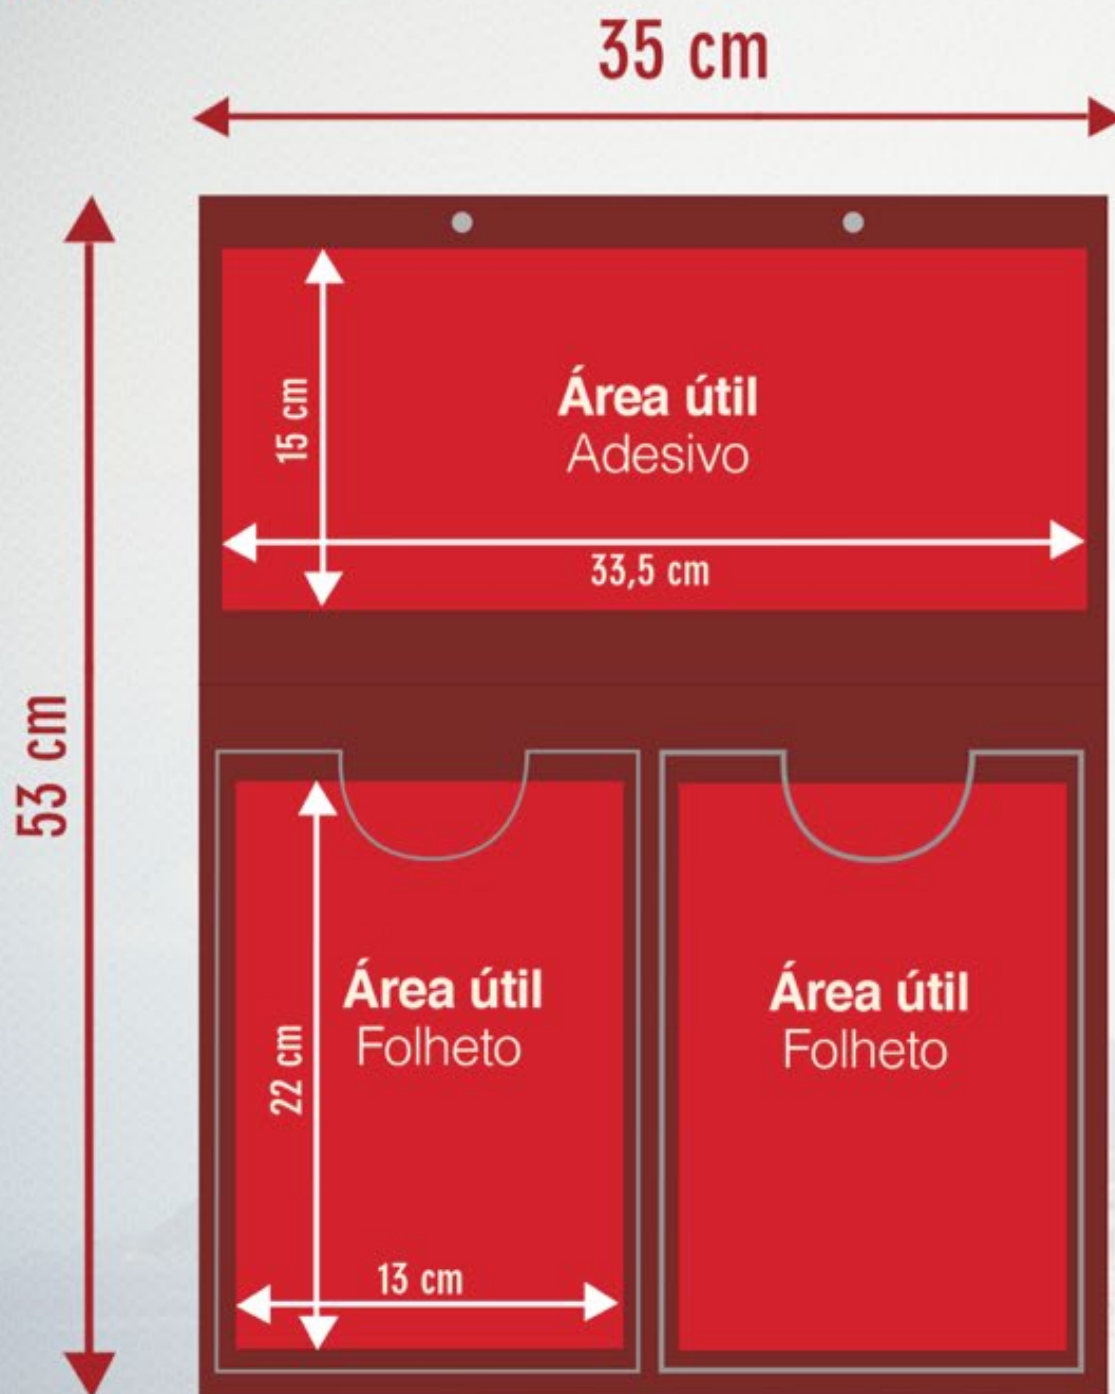 35 cm
53 cm
15 cm
Área útil
Adesivo
33,5 cm
22 cm
Área útil
Folheto
13 cm
Área útil
Folheto